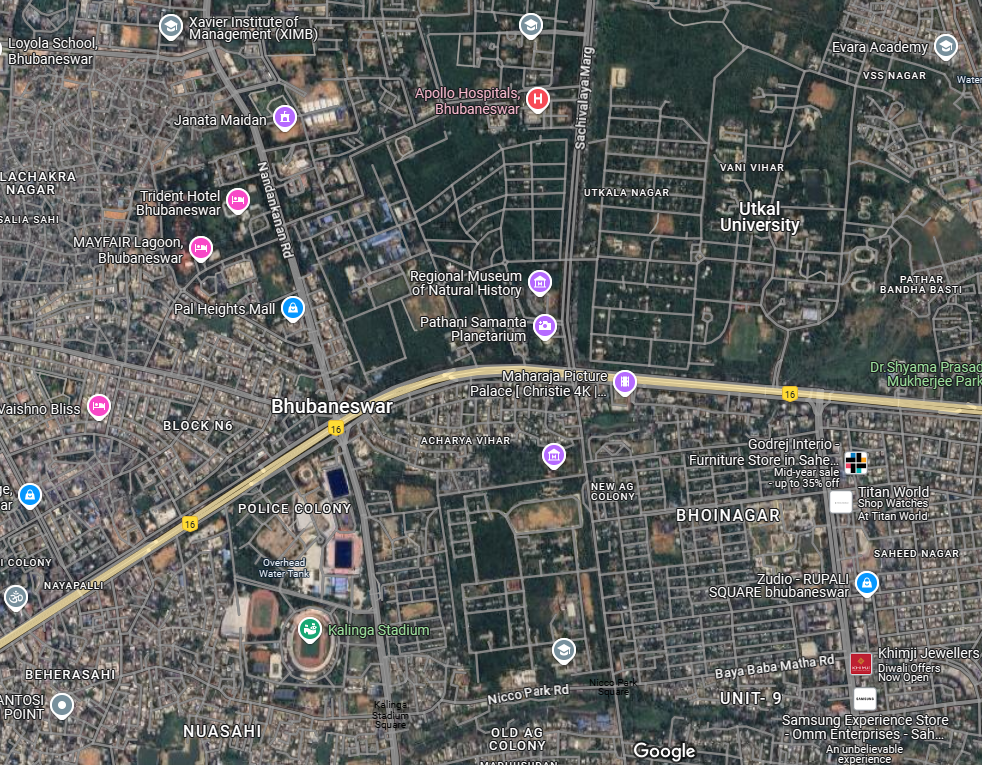 Xavier Institute of
Management (XIMB)
Loyola School,
Bhubaneswar
Evara Academy
VSS NAGAR
Water
Apollo Hospitals,
Bhubaneswar
H
Sachivalaya Marg
Janata Maidan
Nandankanan Rd
LACHAKRA
NAGAR
SALIA SAHI
Trident Hotel
Bhubaneswar
UTKALA NAGAR
VANI VIHAR
Utkal
University
MAYFAIR Lagoon,
Bhubaneswar
Regional Museum
of Natural History
PATHAR
BANDHA BASTI
Pal Heights Mall
Pathani Samanta
Planetarium
Dr.Shyama Prasad
Mukherjee Park
Maharaja Picture
Palace [ Christie 4K |...
16
Vaishno Bliss
Bhubaneswar
BLOCK N6
16
ACHARYA VIHAR
Godrej Interio -
Furniture Store in Sahe...
Mid-year sale
- up to 35% off
ge,
ar
NEW AG
COLONY
Titan World
Shop Watches
At Titan World
POLICE COLONY
BHOINAGAR
16
SAHEED NAGAR
I COLONY
Overhead
Water Tank
NAYAPALLI
Zudio - RUPALI
SQUARE bhubaneswar
Kalinga Stadium
Khimji Jewellers
Diwali Offers
Now Open
Baya Baba Matha Rd
BEHERASAHI
Nicco Park Rd
Nicco Park
Square
UNIT- 9
SAMSUNG
ANTOSI
POINT
Kalinga
Stadium
Square
NUASAHI
Samsung Experience Store
- Omm Enterprises - Sah...
An unbelievable
experience
OLD AG
COLONY
Google
MADHUSUDAN